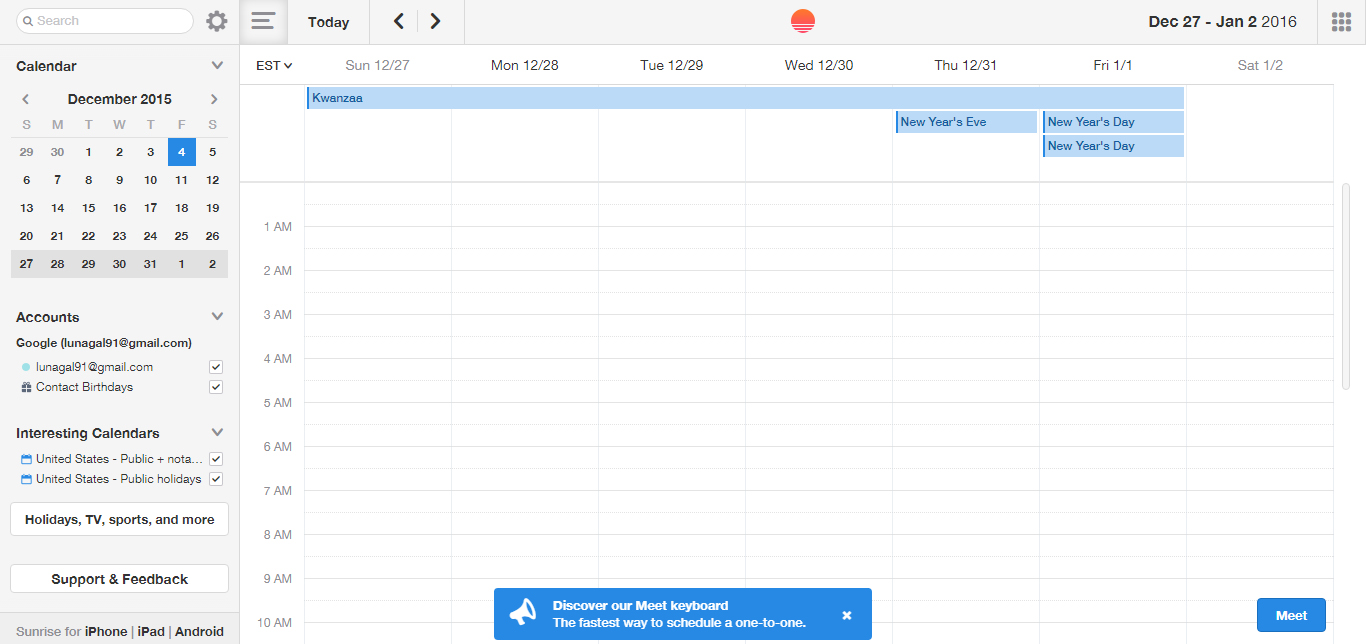 Search
Today
Dec 27 - Jan 2 2016
Calendar
December 2015
S M T W T F S
29 30 1 2 3 4 5
6 7 8 9 10 11 12
13 14 15 16 17 18 19
20 21 22 23 24 25 26
27 28 29 30 31 1 2
Accounts
Google (lunagal91@gmail.com)
lunagal91@gmail.com
Contact Birthdays
Interesting Calendars
United States - Public + nota...
United States - Public holidays
Holidays, TV, sports, and more
Support & Feedback
Sunrise for iPhone | iPad | Android
EST Sun 12/27 Mon 12/28 Tue 12/29 Wed 12/30 Thu 12/31 Fri 1/1 Sat 1/2
Kwanzaa
New Year's Eve New Year's Day
New Year's Day
1 AM
2 AM
3 AM
4 AM
5 AM
6 AM
7 AM
8 AM
9 AM
10 AM
Discover our Meet keyboard
The fastest way to schedule a one-to-one.
Meet